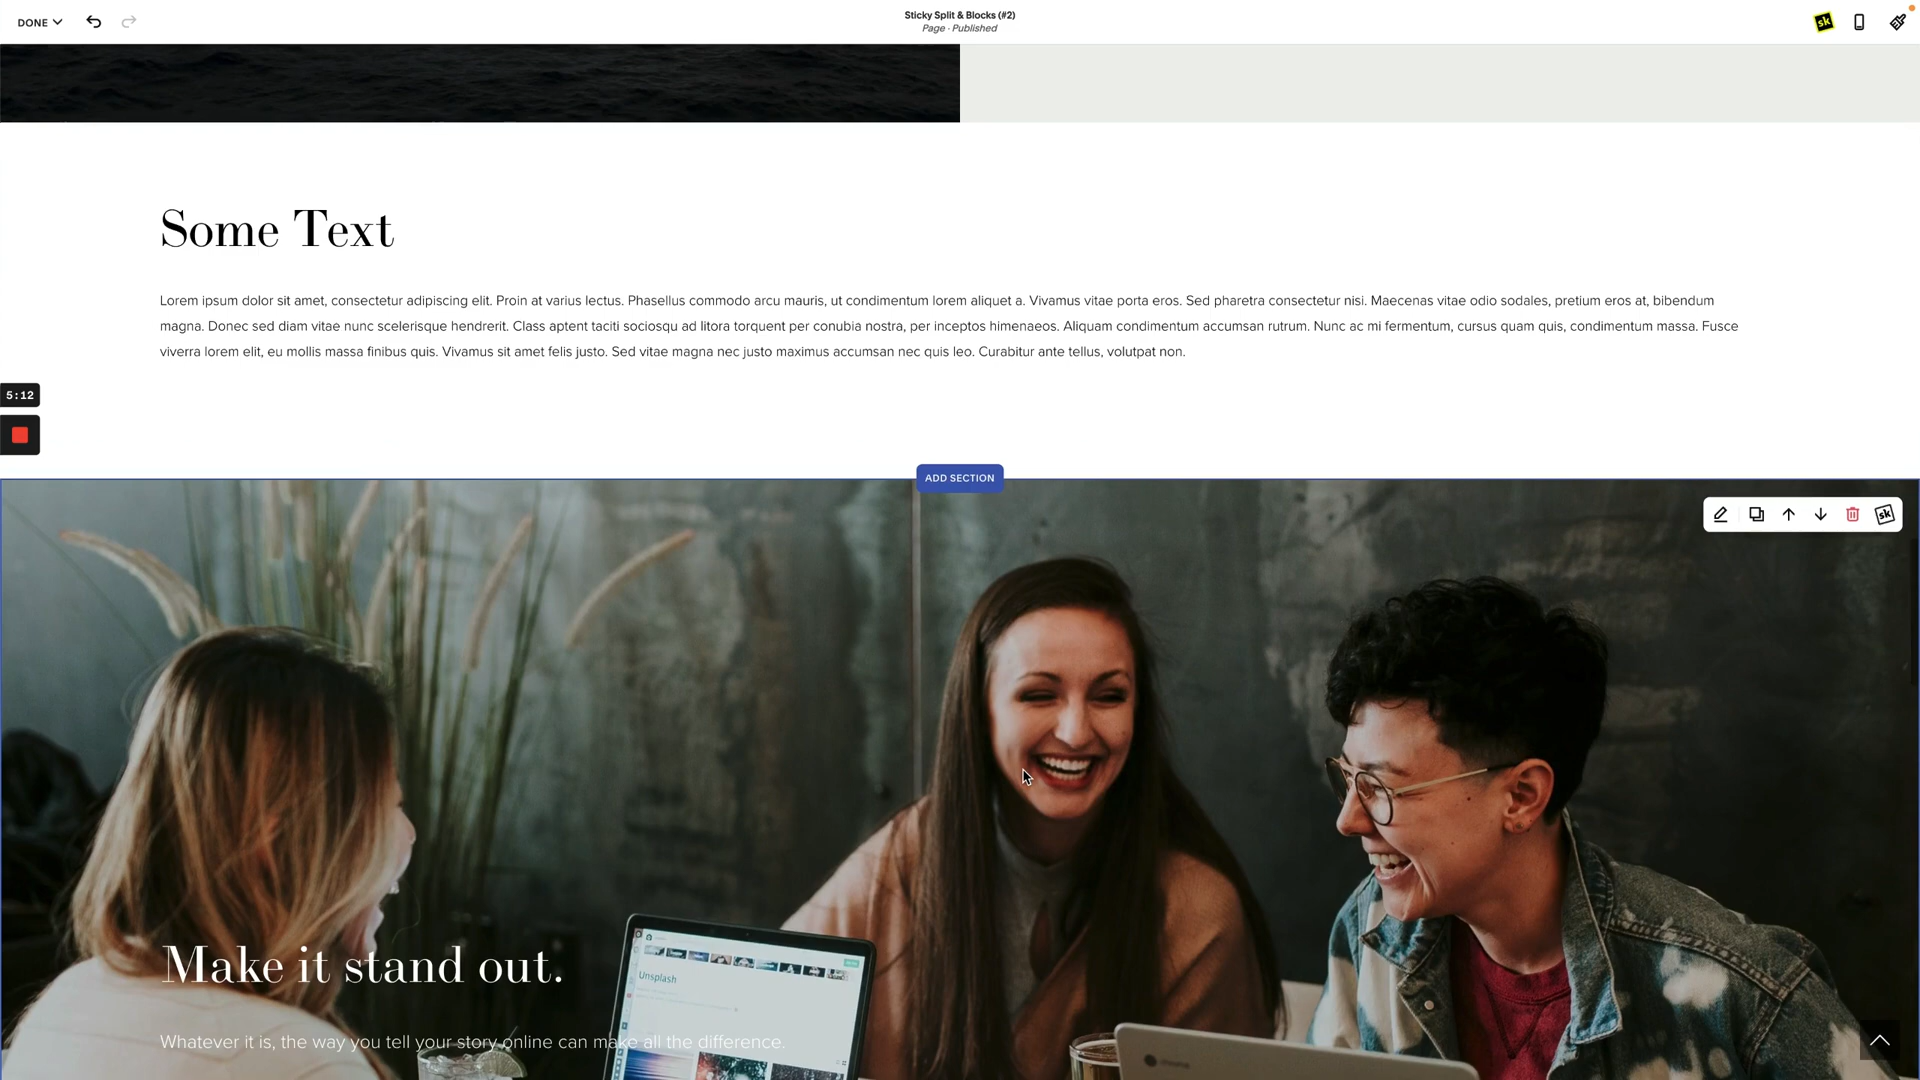 DONE
Sticky Split & Blocks (#2)
Page · Published
sk
Some Text
Lorem ipsum dolor sit amet, consectetur adipiscing elit. Proin at varius lectus. Phasellus commodo arcu mauris, ut condimentum lorem aliquet a. Vivamus vitae porta eros. Sed pharetra consectetur nisi. Maecenas vitae odio sodales, pretium eros at, bibendum
magna. Donec sed diam vitae nunc scelerisque hendrerit. Class aptent taciti sociosqu ad litora torquent per conubia nostra, per inceptos himenaeos. Aliquam condimentum accumsan rutrum. Nunc ac mi fermentum, cursus quam quis, condimentum massa. Fusce
viverra lorem elit, eu mollis massa finibus quis. Vivamus sit amet felis justo. Sed vitae magna nec justo maximus accumsan nec quis leo. Curabitur ante tellus, volutpat non.
5:12
ADD SECTION
sk
Make it stand out.
Unsplash
Whatever it is, the way you tell your story online can make all the difference.